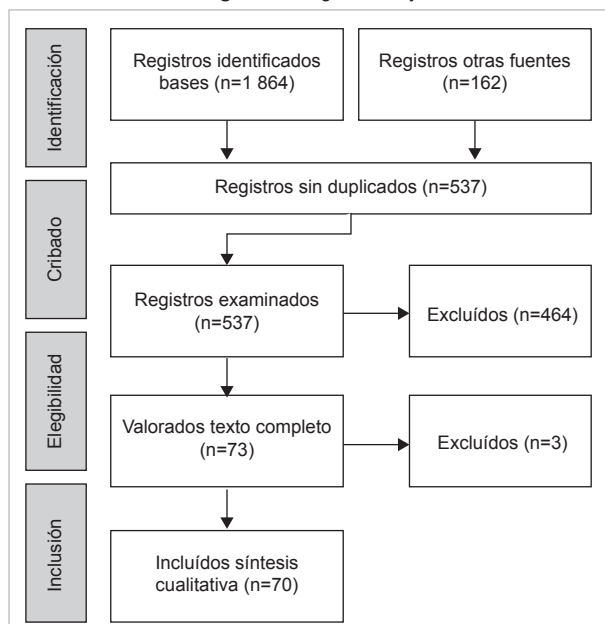 Identificación
Registros identificados
bases (n=1 864)
Registros otras fuentes
(n=162)
Registros sin duplicados (n=537)
Cribado
Registros examinados
(n=537)
Excluídos (n=464)
Elegibilidad
Valorados texto completo
(n=73)
Excluídos (n=3)
Inclusión
Incluídos síntesis
cualitativa (n=70)